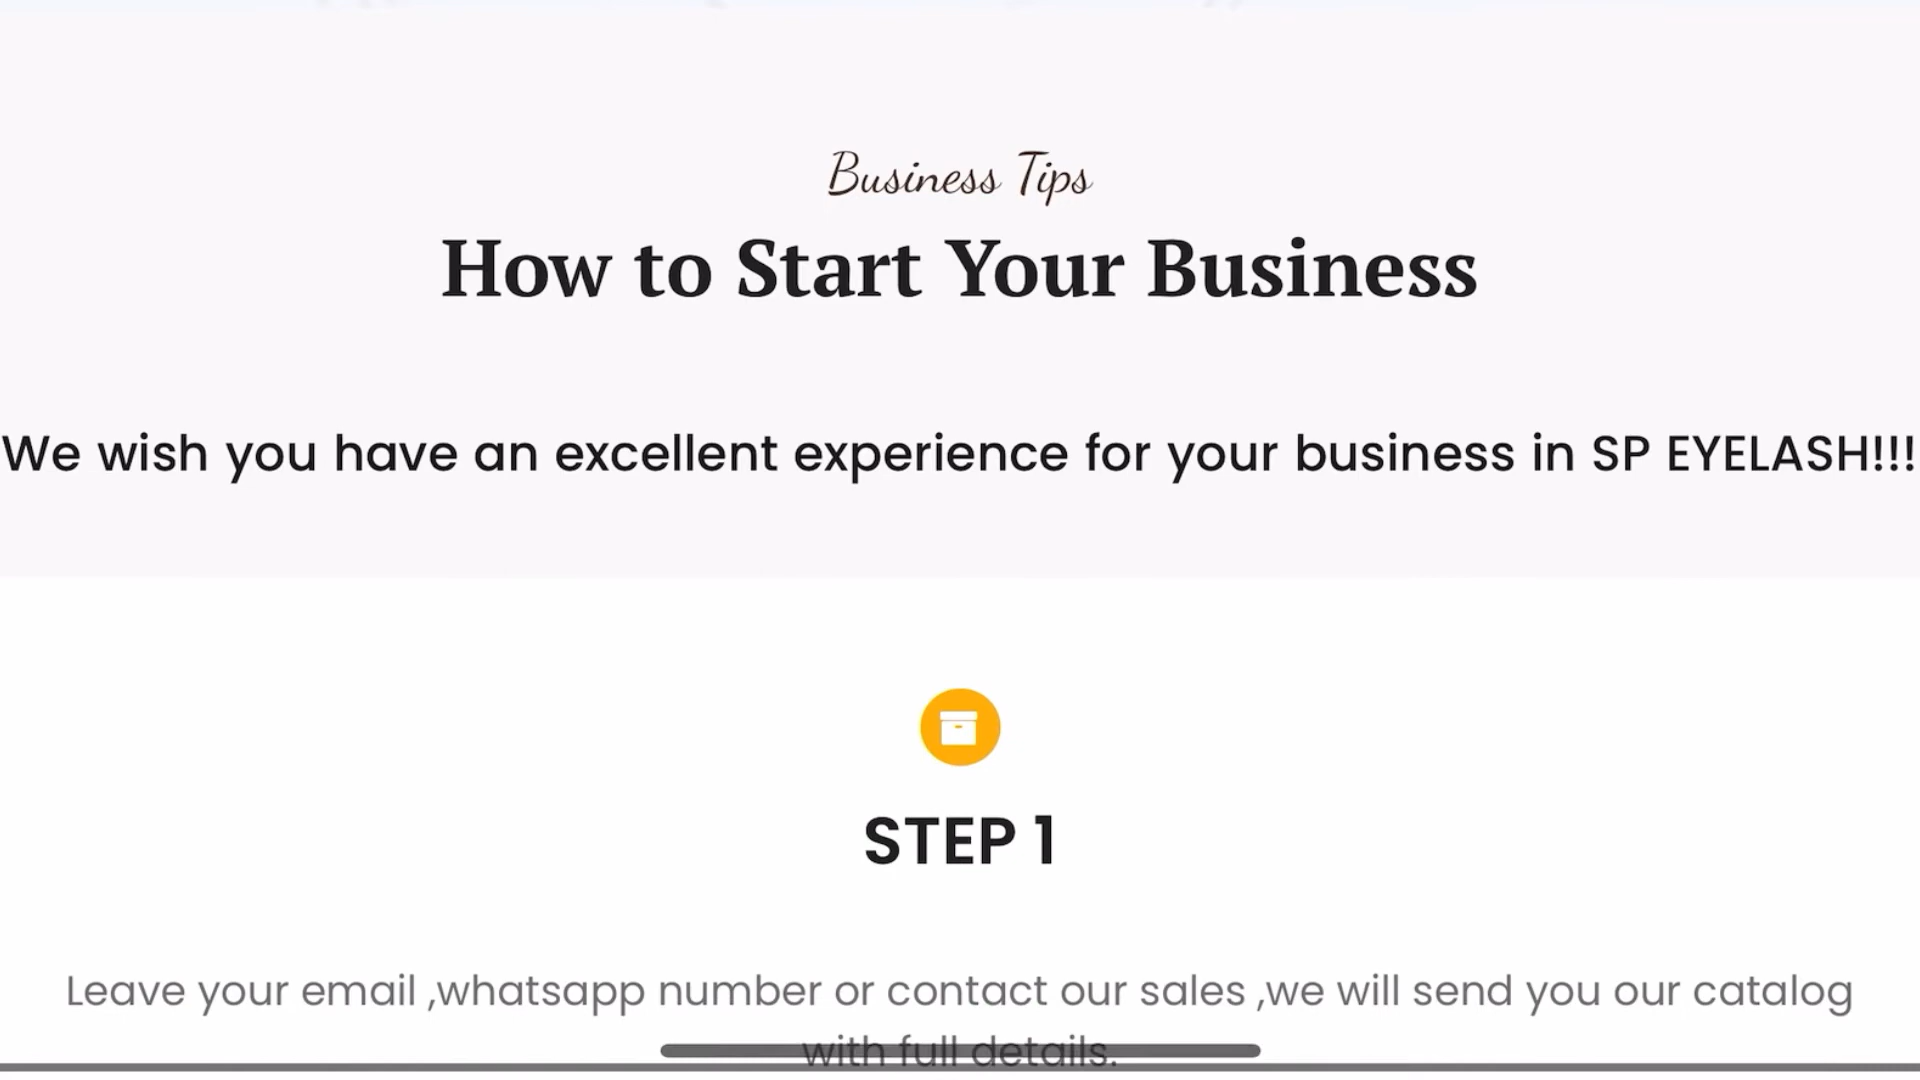 Business Tips
How to Start Your Business
We wish you have an excellent experience for your business in SP EYELASH!!!
STEP 1
Leave your email ,whatsapp number or contact our sales ,we will send you our catalog
with full details.